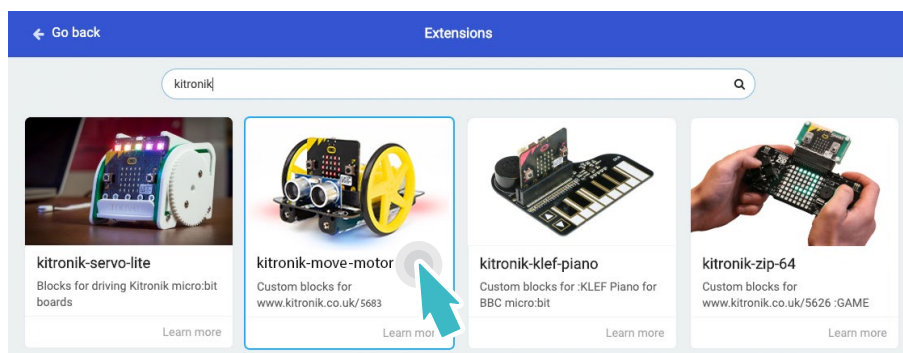 Go back
Extensions
kitronik
kitronik-servo-lite
Blocks for driving Kitronik micro:bit
boards
Learn more
kitronik-move-motor
Custom blocks for
www.kitronik.co.uk/5683
Learn mor
kitronik-klef-piano
Custom blocks for :KLEF Piano for
BBC micro:bit
Learn more
kitronik-zip-64
Custom blocks for
www.kitronik.co.uk/5626 :GAME
Learn more